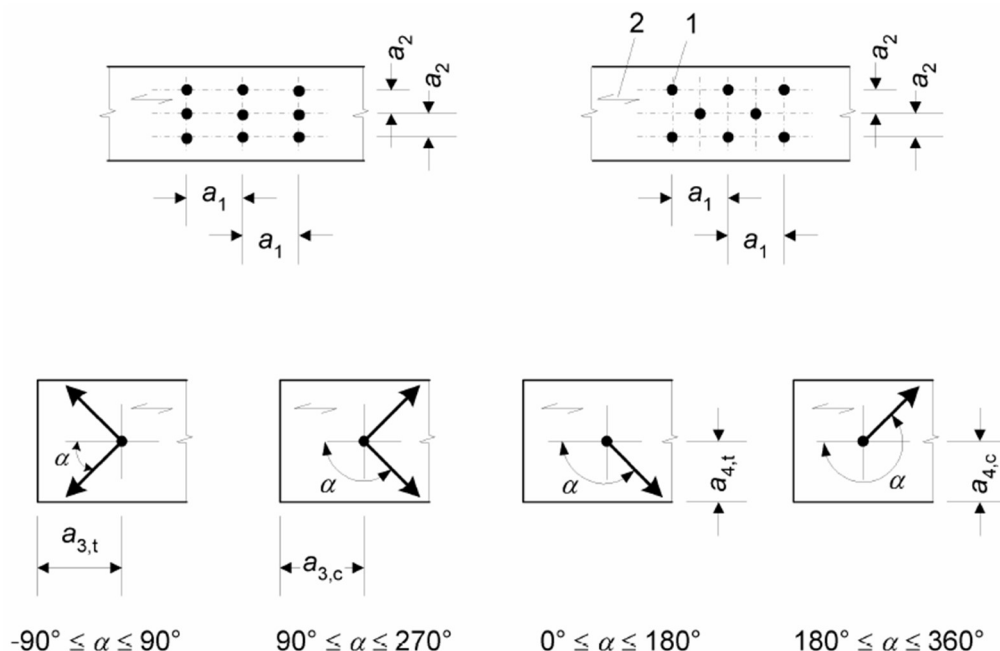 2 1
a2
a2
a2
a2
a1
a1
a1
a1
α
α
α
α
a4,t
a4,c
a3,t
a3,c
-90° ≤ α ≤ 90°
90° ≤ α ≤ 270°
0° ≤ α ≤ 180°
180° ≤ α ≤ 360°